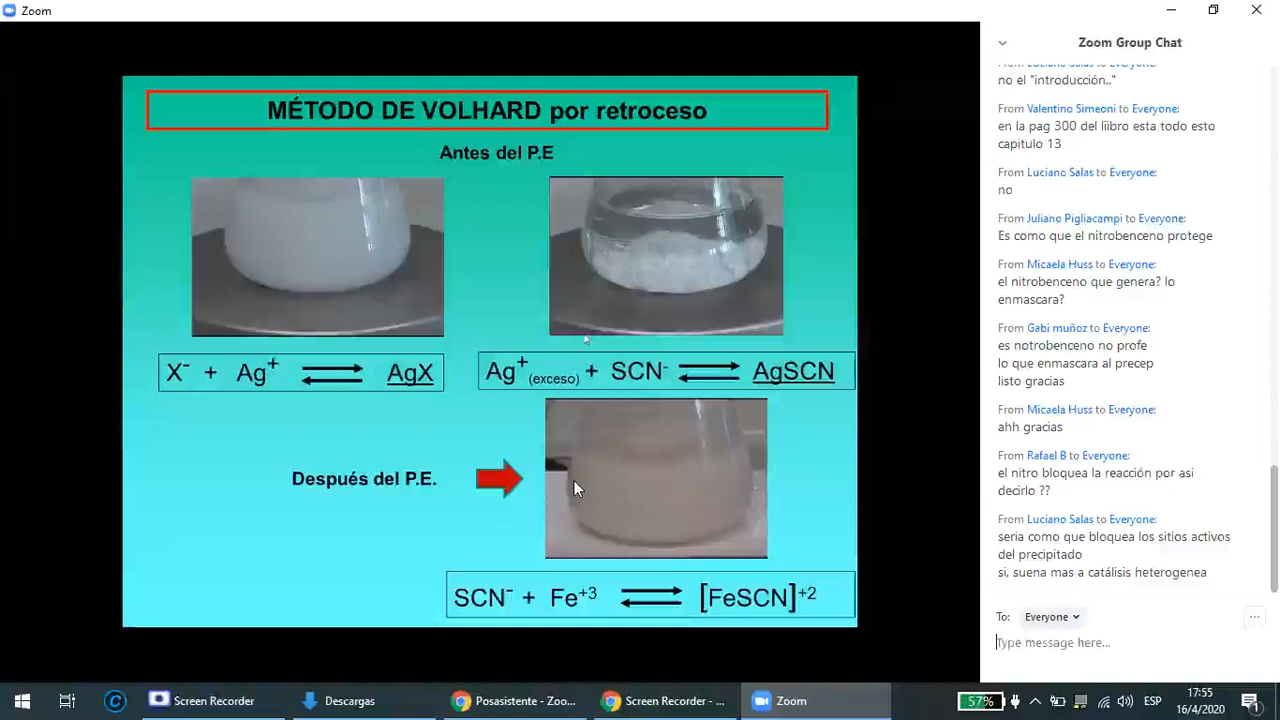 Zoom
MÉTODO DE VOLHARD por retroceso
Antes del P.E
X⁻ + Ag⁺ ⇌ AgX
Ag⁺(exceso) + SCN⁻ ⇌ AgSCN
Después del P.E.
SCN⁻ + Fe⁺³ ⇌ [FeSCN]⁺²
Zoom Group Chat
From Luciano Salas to Everyone:
no el "introducción.."
From Valentino Simeoni to Everyone:
en la pag 300 del liibro esta todo esto
capitulo 13
From Luciano Salas to Everyone:
no
From Juliano Pigliacampi to Everyone:
Es como que el nitrobenceno protege
From Micaela Huss to Everyone:
el nitrobenceno que genera? lo
enmascara?
From Gabi muñoz to Everyone:
es notrobenceno no profe
lo que enmascara al precep
listo gracias
From Micaela Huss to Everyone:
ahh gracias
From Rafael B to Everyone:
el nitro bloquea la reacción por asi
decirlo ??
From Luciano Salas to Everyone:
seria como que bloquea los sitios activos
del precipitado
si, suena mas a catálisis heterogenea
To: Everyone
Type message here...
Screen Recorder
Descargas
Posasistente - Zoo...
Screen Recorder - ...
Zoom
57%
ESP
17:55
16/4/2020
1